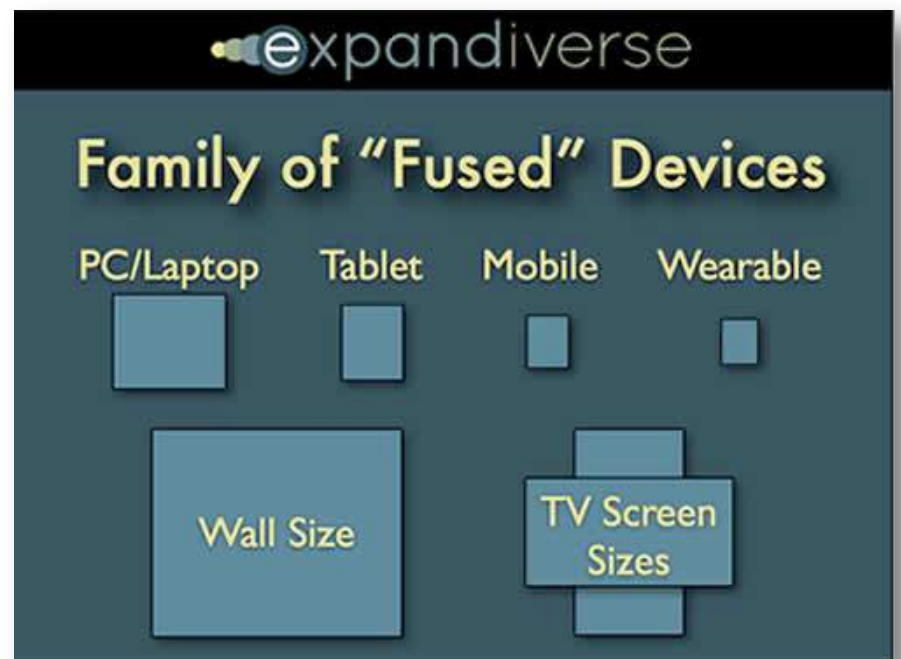 expandiverse
Family of “Fused” Devices
PC/Laptop Tablet Mobile Wearable
Wall Size
TV Screen
Sizes